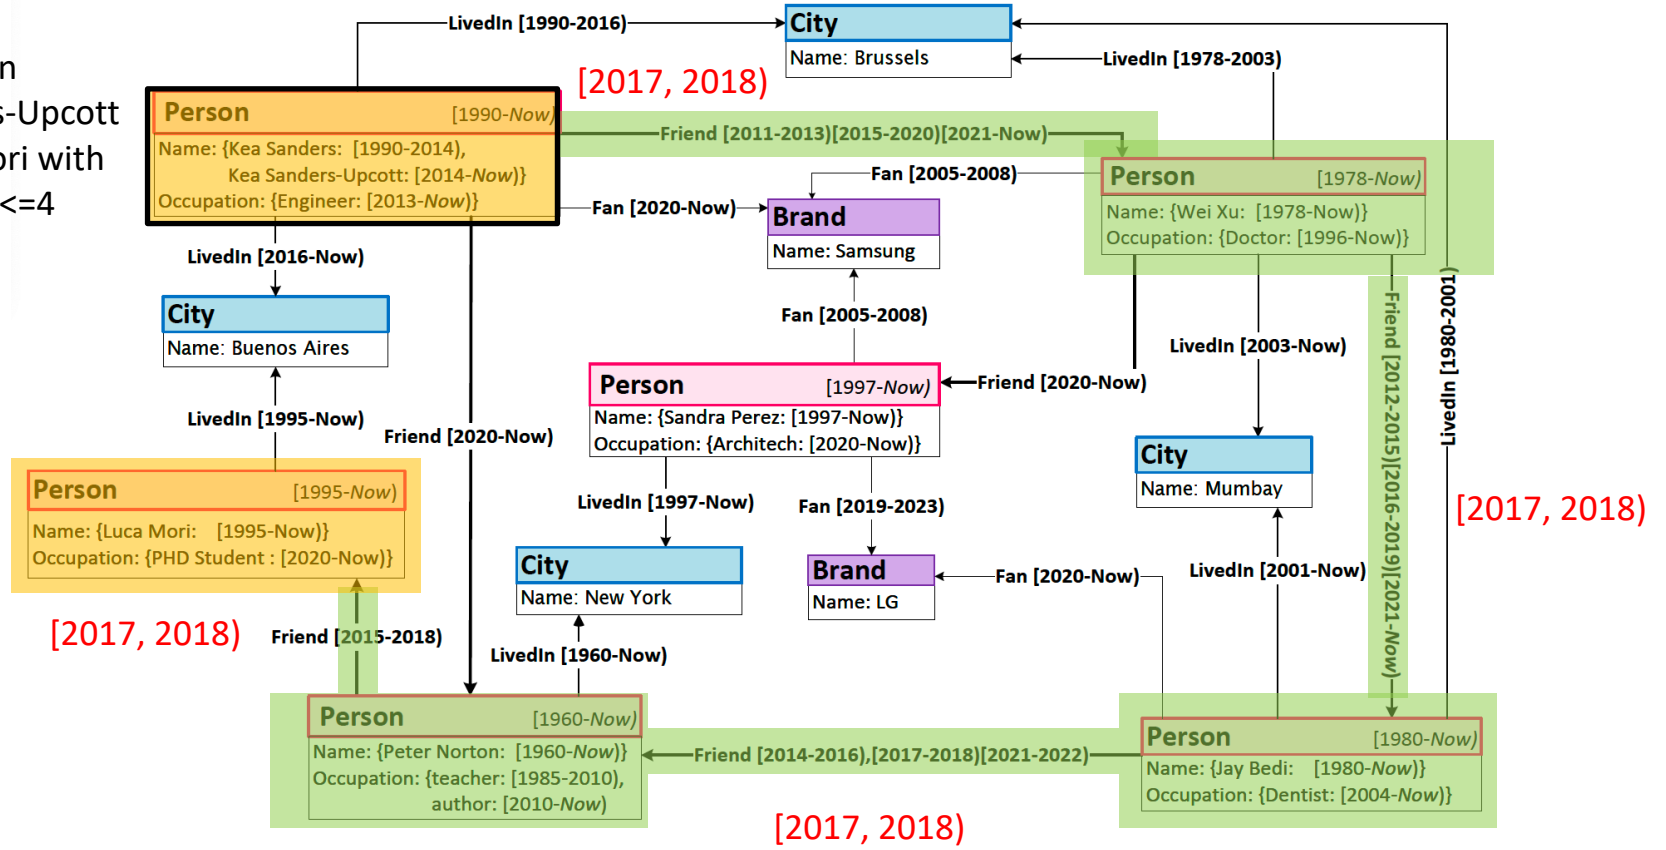 LivedIn [1990-2016)
City
Name: Brussels
LivedIn [1978-2003)
n
s-Upcott
ori with
<=4
[2017, 2018)
Person [1990-Now)
Name: {Kea Sanders: [1990-2014),
Kea Sanders-Upcott: [2014-Now)}
Occupation: {Engineer: [2013-Now)}
Friend [2011-2013)[2015-2020)[2021-Now)
Fan [2005-2008)
Person [1978-Now)
Name: {Wei Xu: [1978-Now)}
Occupation: {Doctor: [1996-Now)}
Fan [2020-Now)
Brand
Name: Samsung
LivedIn [2016-Now)
City
Name: Buenos Aires
Fan [2005-2008)
LivedIn [2003-Now)
Friend [2012-2015)[2016-2019)[2021-Now)
LivedIn [1980-2001)
Person [1997-Now)
Name: {Sandra Perez: [1997-Now)}
Occupation: {Architech: [2020-Now)}
Friend [2020-Now)
LivedIn [1995-Now)
Friend [2020-Now)
City
Name: Mumbay
Person [1995-Now)
Name: {Luca Mori: [1995-Now)}
Occupation: {PHD Student : [2020-Now)}
LivedIn [1997-Now)
Fan [2019-2023)
[2017, 2018)
City
Name: New York
Brand
Name: LG
Fan [2020-Now)
LivedIn [2001-Now)
[2017, 2018)
Friend [2015-2018)
LivedIn [1960-Now)
Person [1960-Now)
Name: {Peter Norton: [1960-Now)}
Occupation: {teacher: [1985-2010),
author: [2010-Now)
Friend [2014-2016),[2017-2018)[2021-2022)
Person [1980-Now)
Name: {Jay Bedi: [1980-Now)}
Occupation: {Dentist: [2004-Now)}
[2017, 2018)